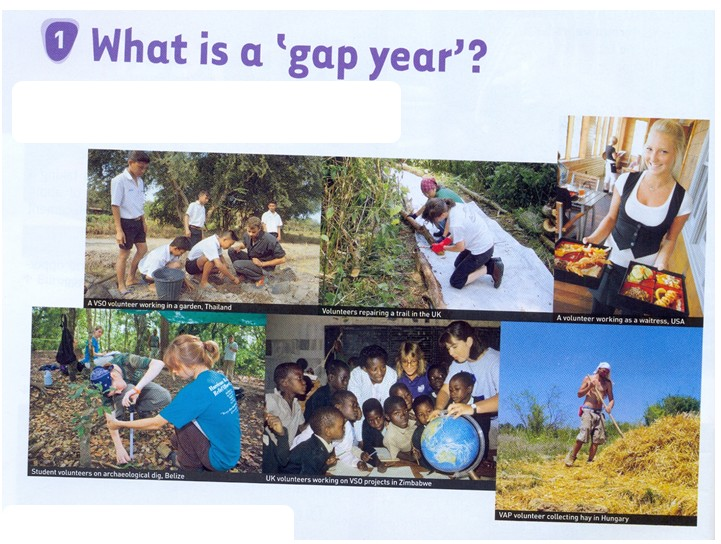 1 What is a ‘gap year’?
A VSO volunteer working in a garden, Thailand
Volunteers repairing a trail in the UK
A volunteer working as a waitress, USA
Student volunteers on archaeological dig, Belize
UK volunteers working on VSO projects in Zimbabwe
VAP volunteer collecting hay in Hungary